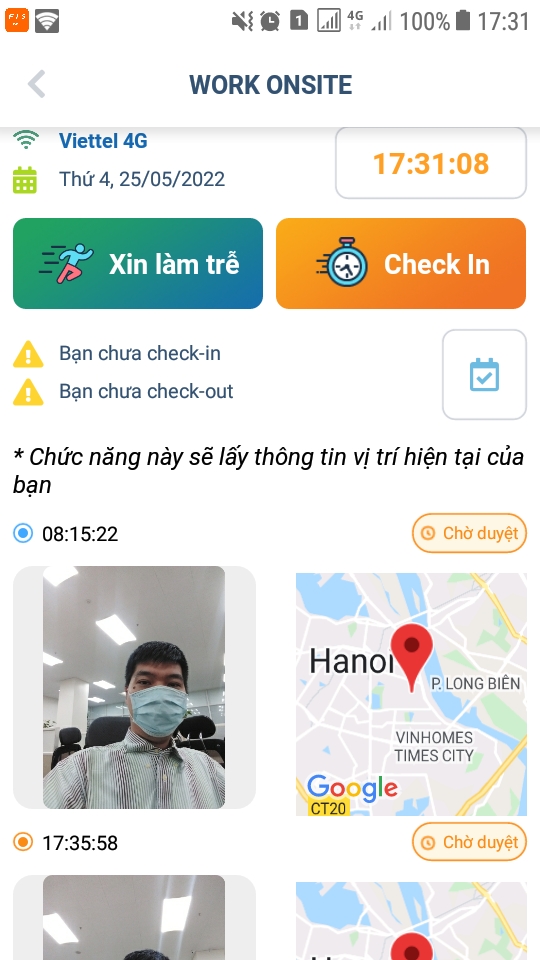 4G 100% 17:31
1
WORK ONSITE
Viettel 4G
17:31:08
Thứ 4, 25/05/2022
Xin làm trễ
Check In
Bạn chưa check-in
Bạn chưa check-out
* Chức năng này sẽ lấy thông tin vị trí hiện tại của
bạn
08:15:22
Chờ duyệt
Hanoi
P. LONG BIÊN
VINHOMES
TIMES CITY
Google
CT20
17:35:58
Chờ duyệt